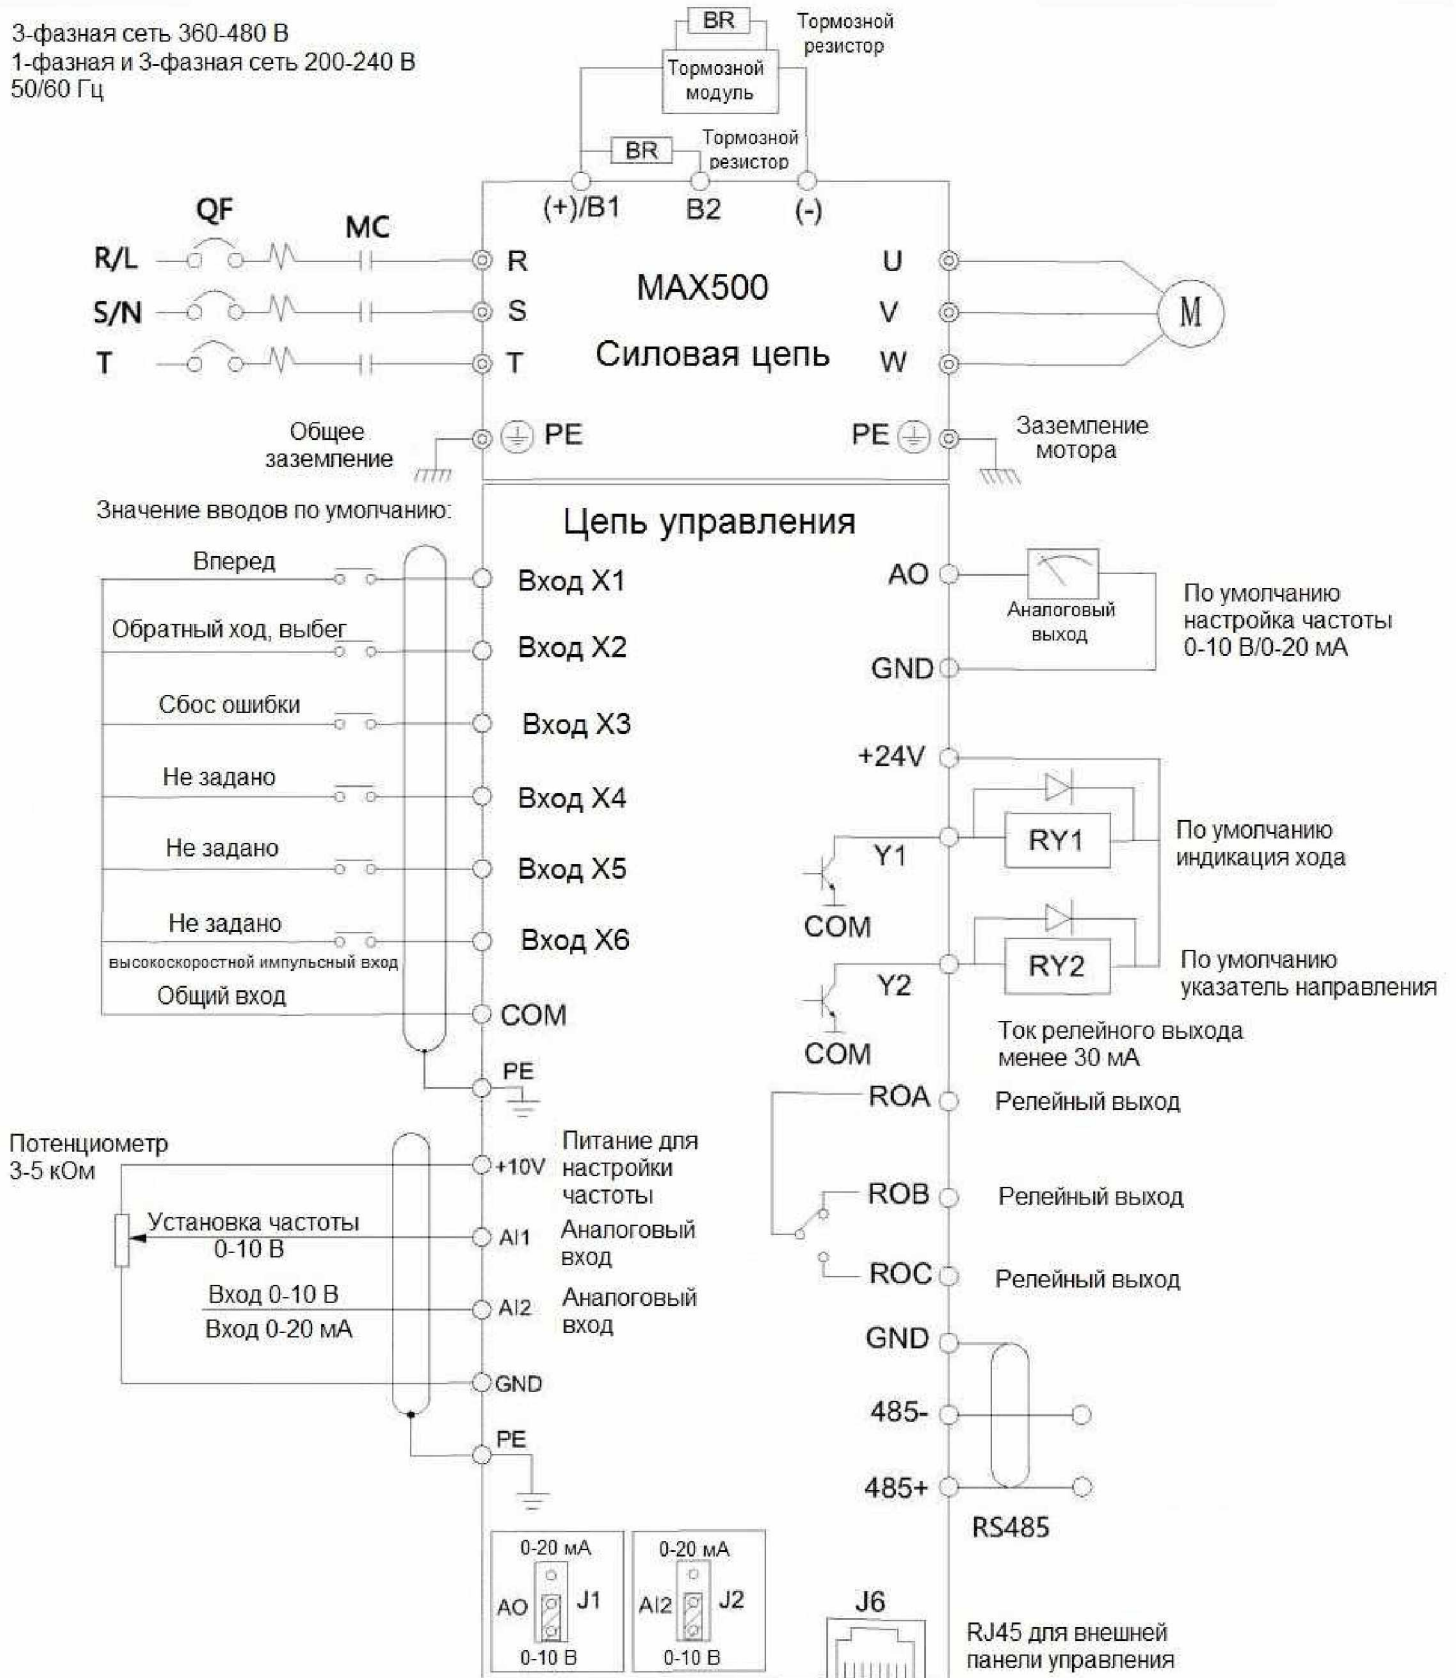 3-фазная сеть 360-480 В
1-фазная и 3-фазная сеть 200-240 В
50/60 Гц
BR
Тормозной
резистор
Тормозной
модуль
BR
Тормозной
резистор
(+)/B1
B2
(-)
QF
MC
R/L
R
U
S/N
S
V
T
T
W
MAX500
Силовая цепь
M
Общее
заземление
PE
PE
Заземление
мотора
Значение вводов по умолчанию:
Цепь управления
Вперед
Вход X1
Обратный ход, выбег
Вход X2
Сбос ошибки
Вход X3
Не задано
Вход X4
Не задано
Вход X5
Не задано
Вход X6
высокоскоростной импульсный вход
Общий вход
COM
PE
AO
Аналоговый
выход
По умолчанию
настройка частоты
0-10 В/0-20 мА
GND
+24V
Y1
RY1
По умолчанию
индикация хода
COM
Y2
RY2
По умолчанию
указатель направления
COM
Ток релейного выхода
менее 30 мА
ROA
Релейный выход
ROB
Релейный выход
ROC
Релейный выход
GND
485-
485+
RS485
Потенциометр
3-5 кОм
+10V
Питание для
настройки
частоты
Установка частоты
0-10 В
AI1
Аналоговый
вход
Вход 0-10 В
Вход 0-20 мА
AI2
Аналоговый
вход
GND
PE
0-20 мА
AO
J1
0-10 В
0-20 мА
AI2
J2
0-10 В
J6
RJ45 для внешней
панели управления